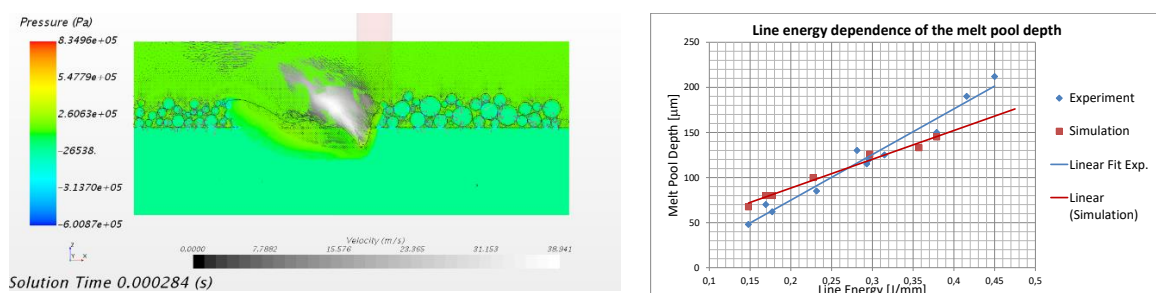 Pressure (Pa)
8.3496e+05
5.4779e+05
2.6063e+05
-26538.
-3.1370e+05
-6.0087e+05
Z
Y X
Velocity (m/s)
0.0000 7.7882 15.576 23.365 31.153 38.941
Solution Time 0.000284 (s)
Line energy dependence of the melt pool depth
Melt Pool Depth [µm]
250
200
150
100
50
0
0,1 0,15 0,2 0,25 0,3 0,35 0,4 0,45 0,5
Line Energy [J/mm]
Experiment
Simulation
Linear Fit Exp.
Linear
(Simulation)